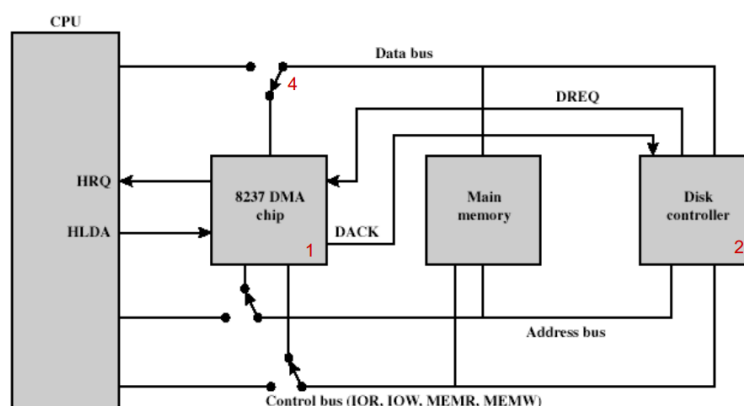 CPU
Data bus
4
DREQ
HRQ
8237 DMA
chip
Main
memory
Disk
controller
HLDA
DACK
1
2
Address bus
Control bus (IOR, IOW, MEMR, MEMW)